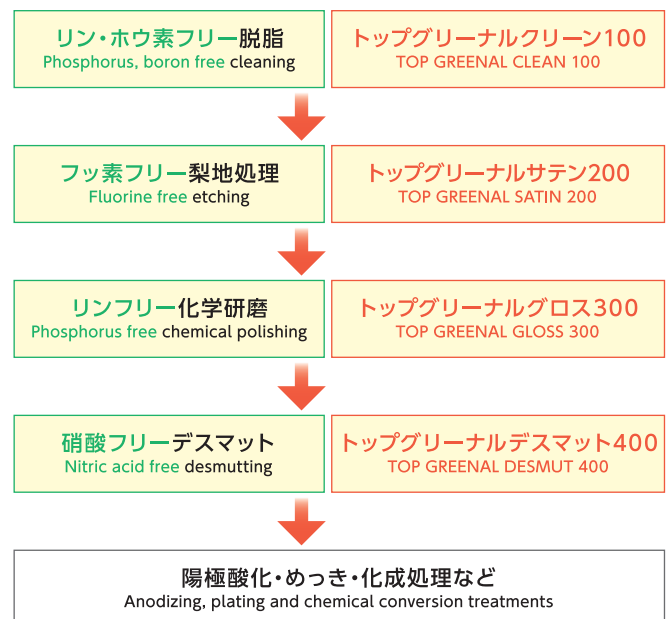 リン・ホウ素フリー脱脂
Phosphorus, boron free cleaning
トップグリーナルクリーン100
TOP GREENAL CLEAN 100
フッ素フリー梨地処理
Fluorine free etching
トップグリーナルサテン200
TOP GREENAL SATIN 200
リンフリー化学研磨
Phosphorus free chemical polishing
トップグリーナルグロス300
TOP GREENAL GLOSS 300
硝酸フリーデスマット
Nitric acid free desmutting
トップグリーナルデスマット400
TOP GREENAL DESMUT 400
陽極酸化・めっき・化成処理など
Anodizing, plating and chemical conversion treatments